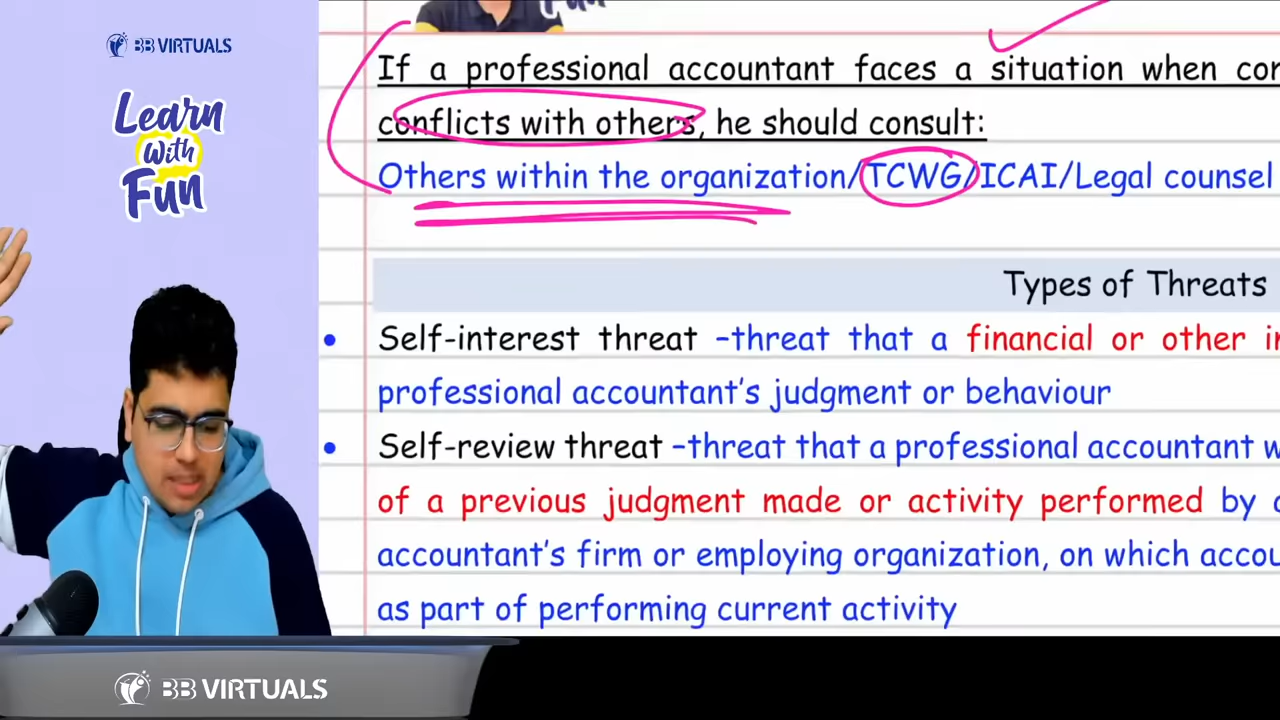 BB VIRTUALS
Learn
With
Fun
Fun
If a professional accountant faces a situation when
conflicts with others, he should consult:
Others within the organization/TCWG/ICAI/Legal counsel
Types of Threats
• Self-interest threat –threat that a financial or other
professional accountant's judgment or behaviour
• Self-review threat –threat that a professional accountant
of a previous judgment made or activity performed by
accountant's firm or employing organization, on which
as part of performing current activity
BB VIRTUALS